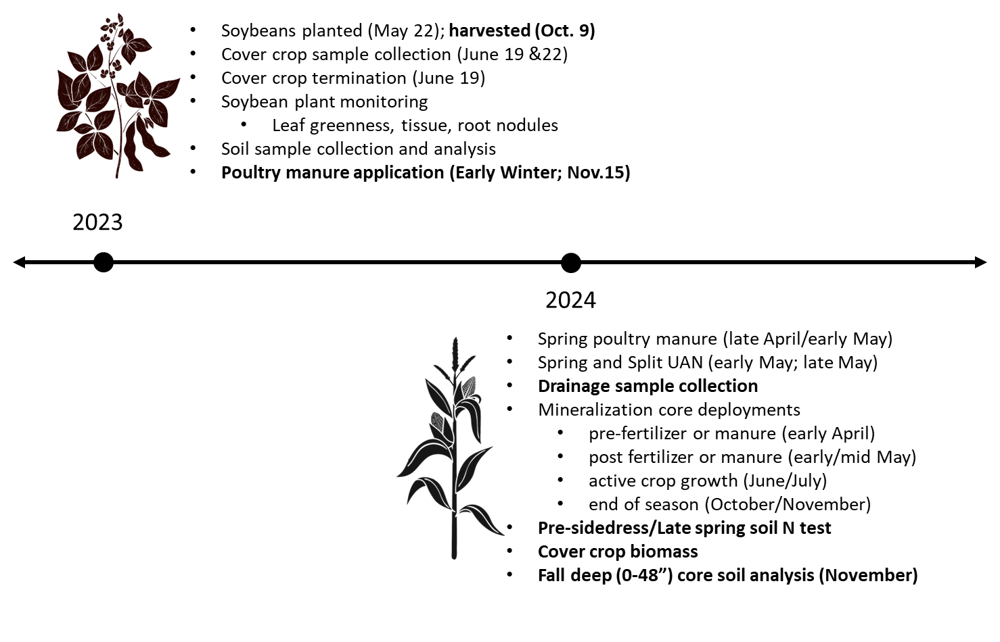 • Soybeans planted (May 22); harvested (Oct. 9)
• Cover crop sample collection (June 19 &22)
• Cover crop termination (June 19)
• Soybean plant monitoring
• Leaf greenness, tissue, root nodules
• Soil sample collection and analysis
• Poultry manure application (Early Winter; Nov.15)
2023
2024
• Spring poultry manure (late April/early May)
• Spring and Split UAN (early May; late May)
• Drainage sample collection
• Mineralization core deployments
• pre-fertilizer or manure (early April)
• post fertilizer or manure (early/mid May)
• active crop growth (June/July)
• end of season (October/November)
• Pre-sidedress/Late spring soil N test
• Cover crop biomass
• Fall deep (0-48”) core soil analysis (November)